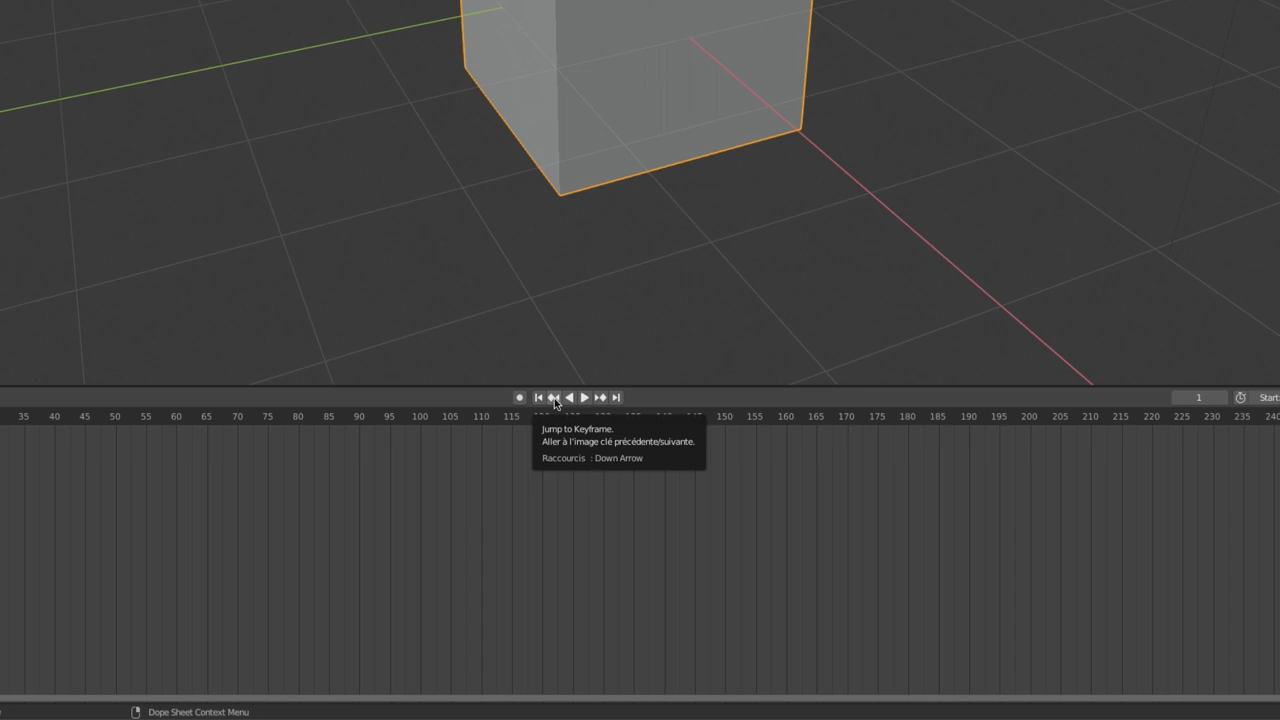 1
Start:
35 40 45 50 55 60 65 70 75 80 85 90 95 100 105 110 115 150 155 160 165 170 175 180 185 190 195 200 205 210 215 220 225 230 235 240
Jump to Keyframe.
Aller à l'image clé précédente/suivante.
Raccourcis : Down Arrow
Dope Sheet Context Menu